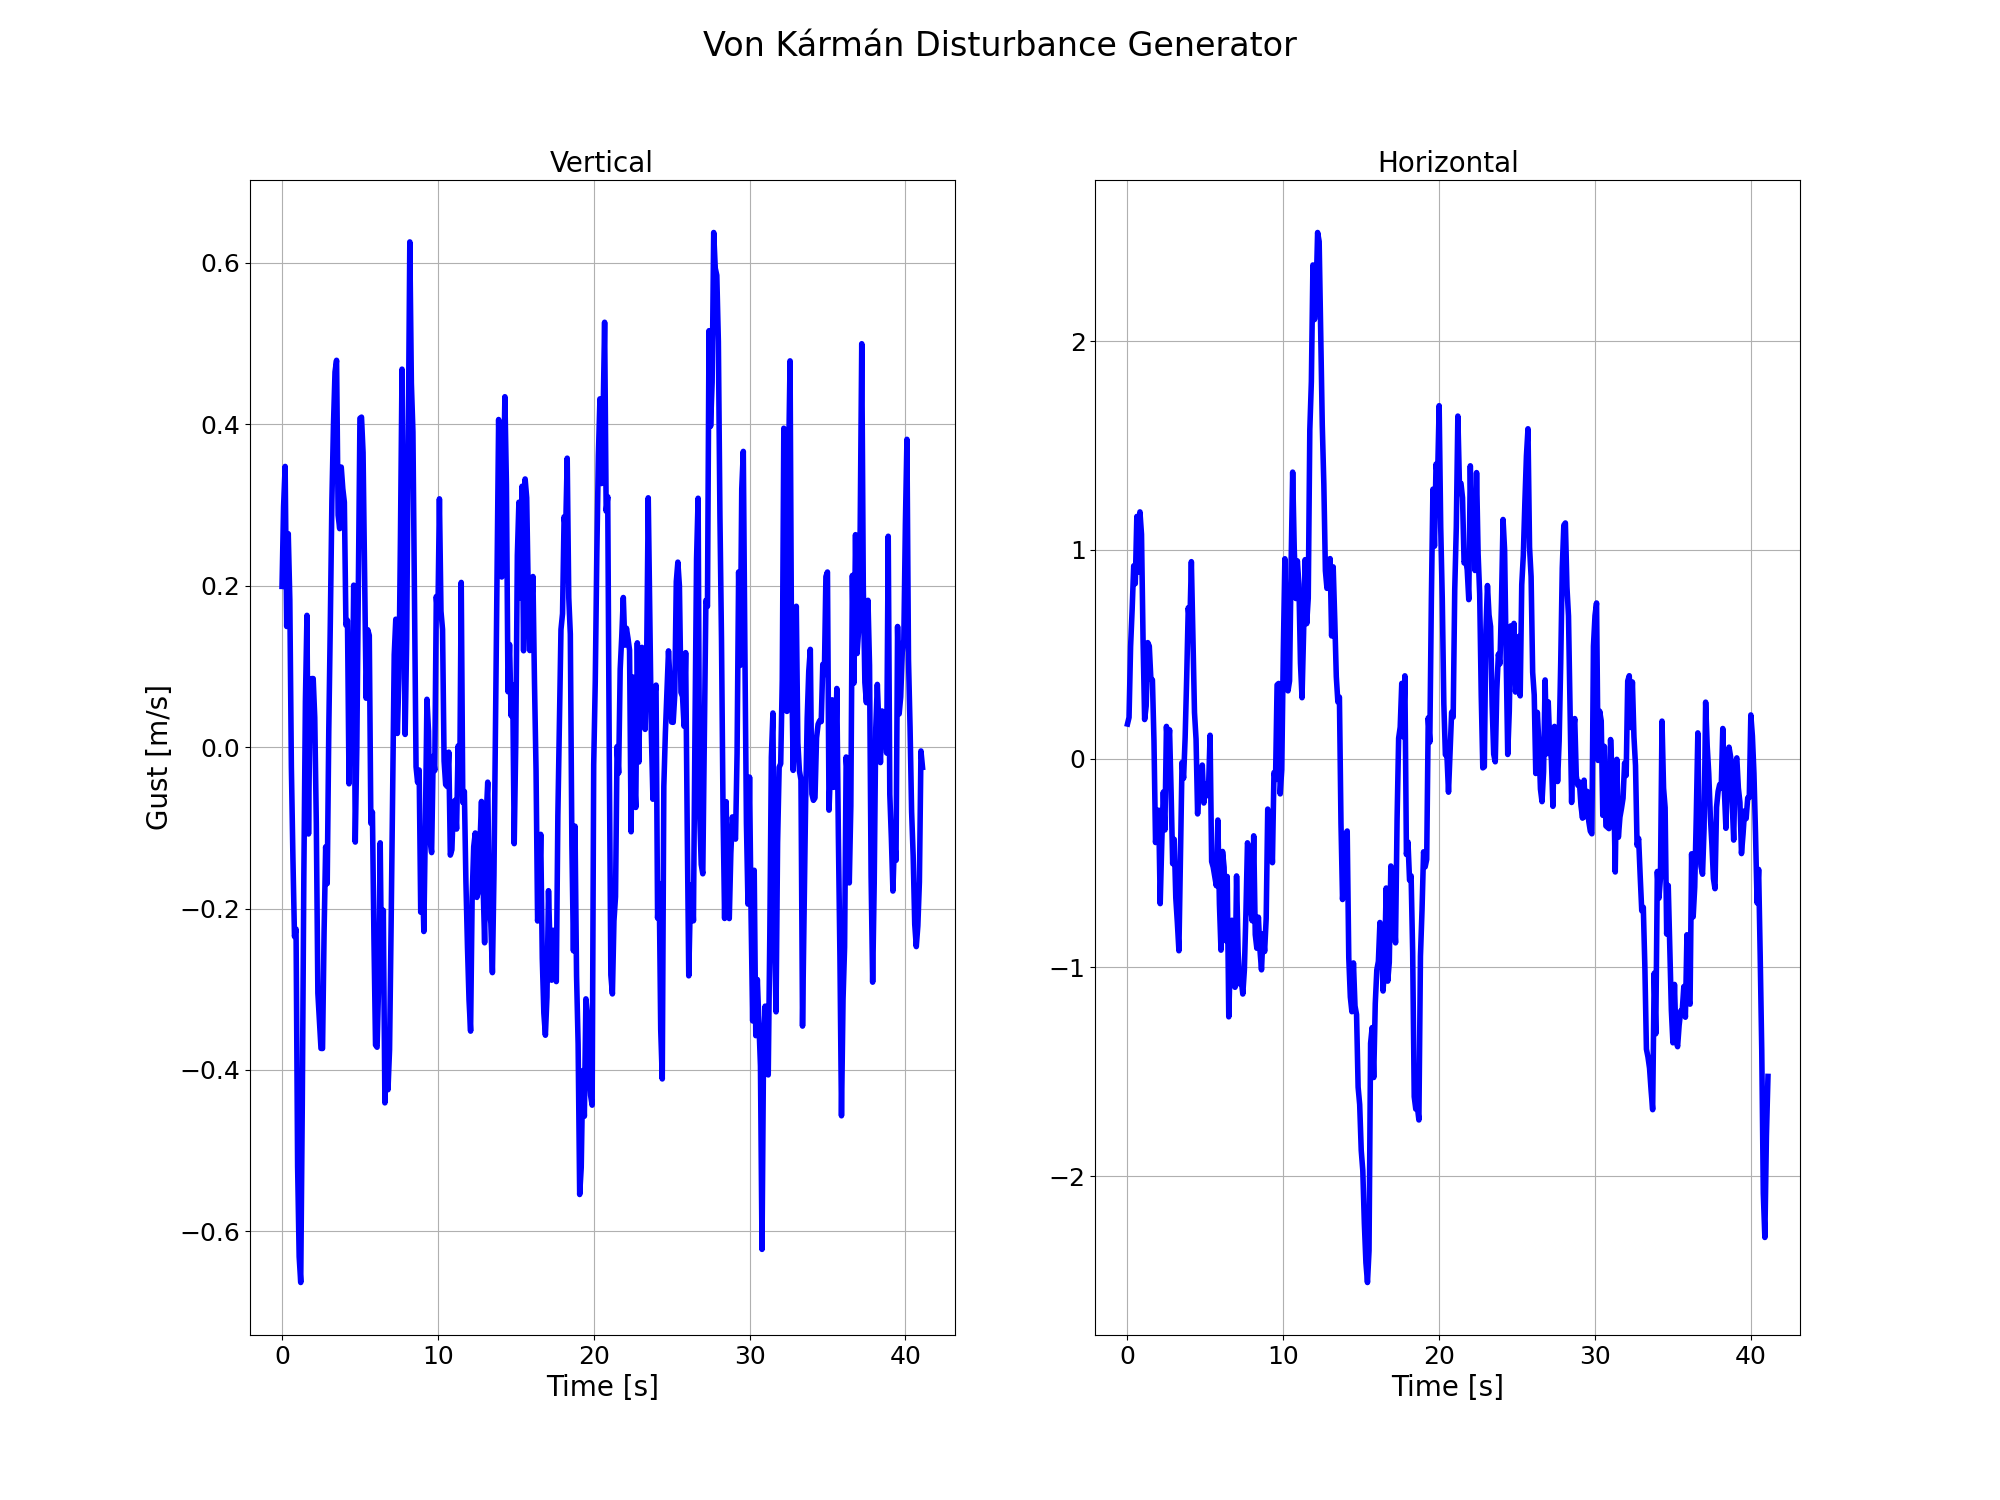 Von Kármán Disturbance Generator
Vertical
Horizontal
0.6
0.4
0.2
0.0
−0.2
−0.4
−0.6
Gust [m/s]
0 10 20 30 40
Time [s]
2
1
0
−1
−2
0 10 20 30 40
Time [s]